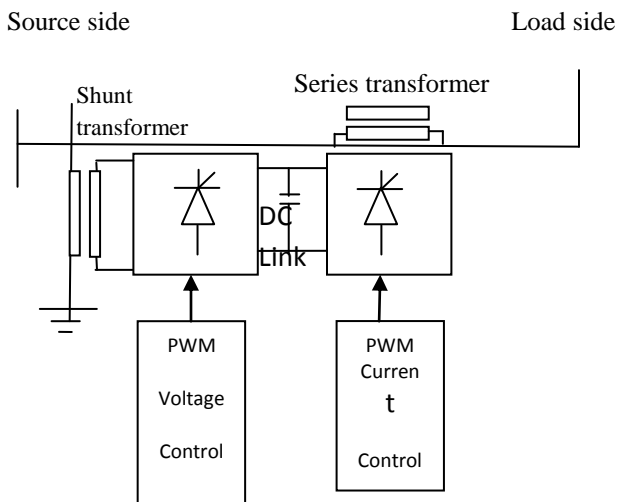 Source side
Load side
Shunt
transformer
Series transformer
DC
Link
PWM
Voltage
Control
PWM
Curren
t
Control